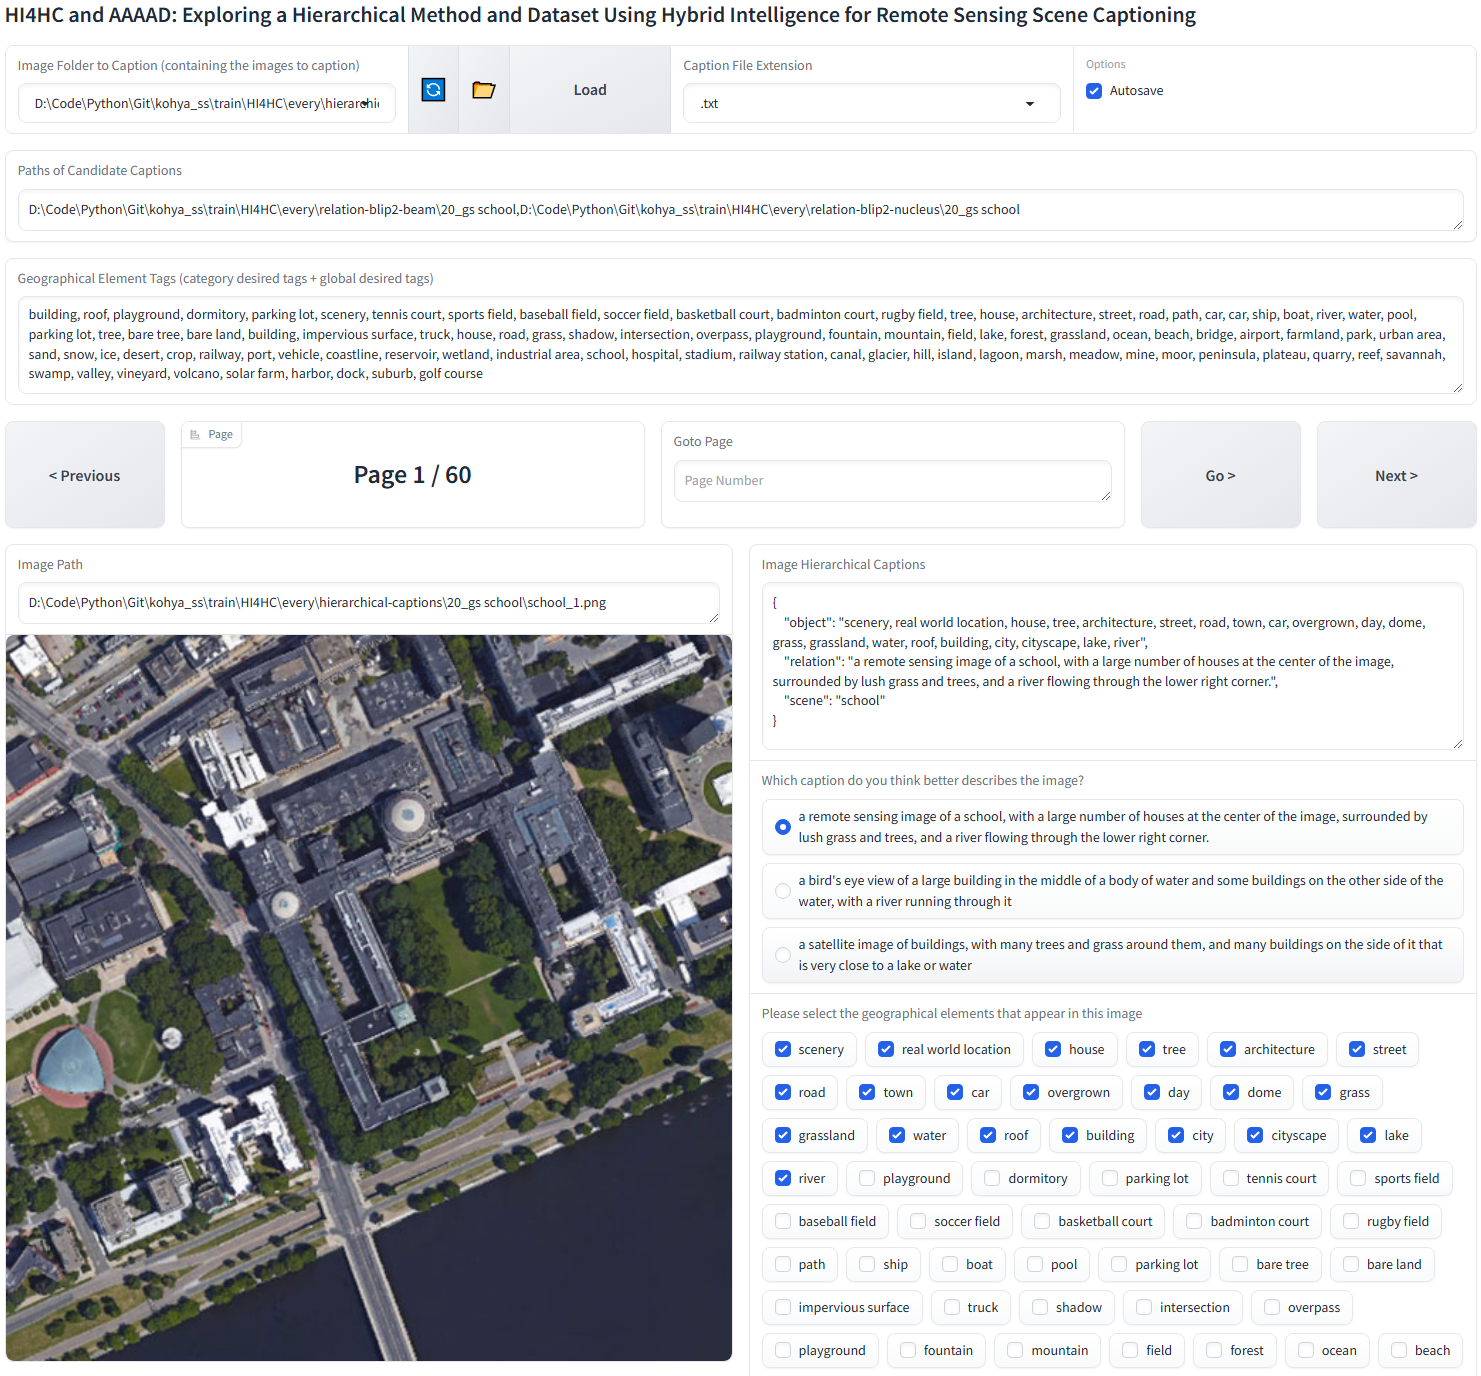 HI4HC and AAAAD: Exploring a Hierarchical Method and Dataset Using Hybrid Intelligence for Remote Sensing Scene Captioning
Image Folder to Caption (containing the images to caption)
D:\Code\Python\Git\kohya_ss\train\HI4HC\every\hierarchic
Load
Caption File Extension
.txt
Options
Autosave
Paths of Candidate Captions
D:\Code\Python\Git\kohya_ss\train\HI4HC\every\relation-blip2-beam\20_gs school,D:\Code\Python\Git\kohya_ss\train\HI4HC\every\relation-blip2-nucleus\20_gs school
Geographical Element Tags (category desired tags + global desired tags)
building, roof, playground, dormitory, parking lot, scenery, tennis court, sports field, baseball field, soccer field, basketball court, badminton court, rugby field, tree, house, architecture, street, road, path, car, car, ship, boat, river, water, pool,
parking lot, tree, bare tree, bare land, building, impervious surface, truck, house, road, grass, shadow, intersection, overpass, playground, fountain, mountain, field, lake, forest, grassland, ocean, beach, bridge, airport, farmland, park, urban area,
sand, snow, ice, desert, crop, railway, port, vehicle, coastline, reservoir, wetland, industrial area, school, hospital, stadium, railway station, canal, glacier, hill, island, lagoon, marsh, meadow, mine, moor, peninsula, plateau, quarry, reef, savannah,
swamp, valley, vineyard, volcano, solar farm, harbor, dock, suburb, golf course
< Previous
Page
Page 1 / 60
Goto Page
Page Number
Go >
Next >
Image Path
D:\Code\Python\Git\kohya_ss\train\HI4HC\every\hierarchical-captions\20_gs school\school_1.png
Image Hierarchical Captions
{
"object": "scenery, real world location, house, tree, architecture, street, road, town, car, overgrown, day, dome,
grass, grassland, water, roof, building, city, cityscape, lake, river",
"relation": "a remote sensing image of a school, with a large number of houses at the center of the image,
surrounded by lush grass and trees, and a river flowing through the lower right corner.",
"scene": "school"
}
Which caption do you think better describes the image?
a remote sensing image of a school, with a large number of houses at the center of the image, surrounded by
lush grass and trees, and a river flowing through the lower right corner.
a bird's eye view of a large building in the middle of a body of water and some buildings on the other side of the
water, with a river running through it
a satellite image of buildings, with many trees and grass around them, and many buildings on the side of it that
is very close to a lake or water
Please select the geographical elements that appear in this image
scenery real world location house tree architecture street
road town car overgrown day dome grass
grassland water roof building city cityscape lake
river playground dormitory parking lot tennis court sports field
baseball field soccer field basketball court badminton court rugby field
path ship boat pool parking lot bare tree bare land
impervious surface truck shadow intersection overpass
playground fountain mountain field forest ocean beach